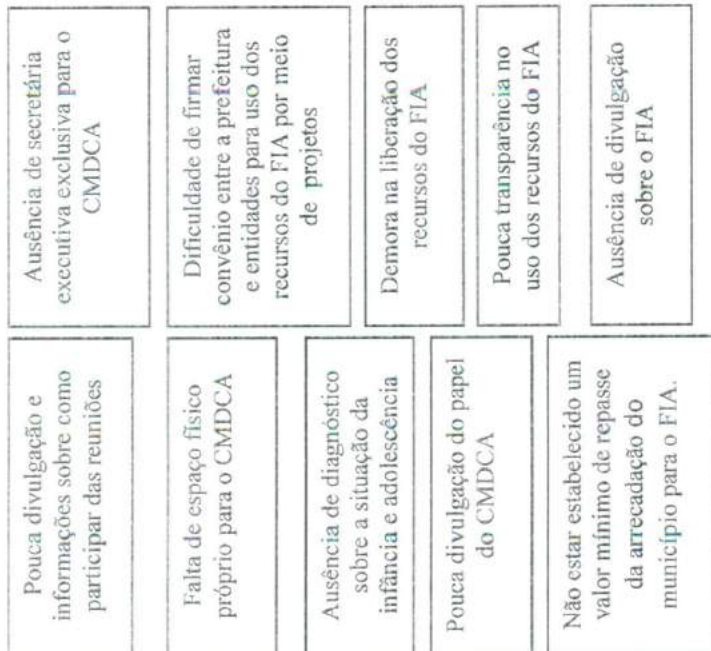 Pouca divulgação e
informações sobre como
participar das reuniões
Falta de espaço físico
próprio para o CMDCA
Ausência de diagnóstico
sobre a situação da
infância e adolescência
Pouca divulgação do papel
do CMDCA
Não estar estabelecido um
valor mínimo de repasse
da arrecadação do
município para o FIA.
Ausência de secretária
executiva exclusiva para o
CMDCA
Dificuldade de firmar
convênio entre a prefeitura
e entidades para uso dos
recursos do FIA por meio
de projetos
Demora na liberação dos
recursos do FIA
Pouca transparência no
uso dos recursos do FIA
Ausência de divulgação
sobre o FIA